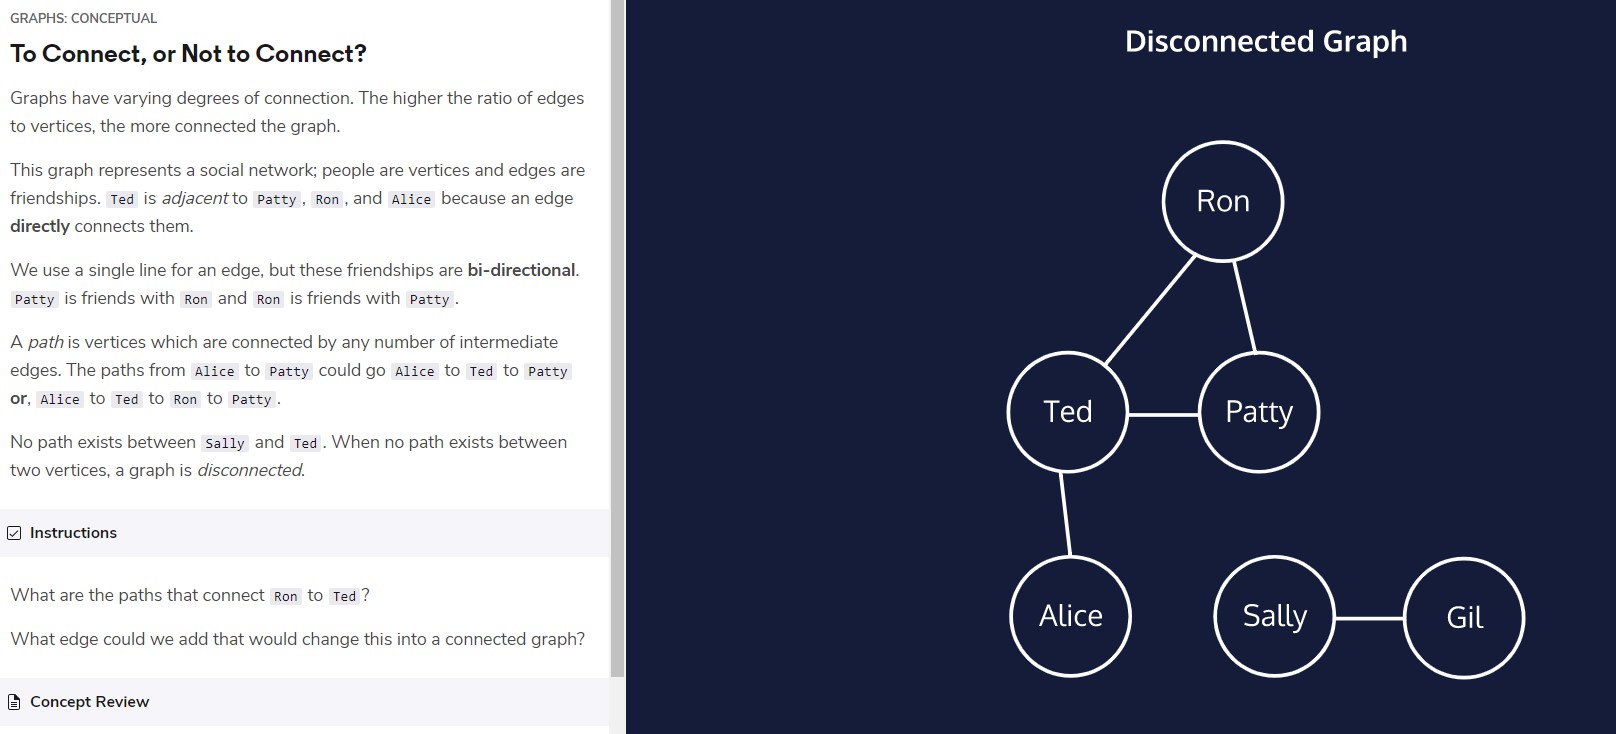 GRAPHS: CONCEPTUAL
To Connect, or Not to Connect?
Graphs have varying degrees of connection. The higher the ratio of edges
to vertices, the more connected the graph.
This graph represents a social network; people are vertices and edges are
friendships. Ted is adjacent to Patty, Ron, and Alice because an edge
directly connects them.
We use a single line for an edge, but these friendships are bi-directional.
Patty is friends with Ron and Ron is friends with Patty.
A path is vertices which are connected by any number of intermediate
edges. The paths from Alice to Patty could go Alice to Ted to Patty
or, Alice to Ted to Ron to Patty.
No path exists between Sally and Ted. When no path exists between
two vertices, a graph is disconnected.
Instructions
What are the paths that connect Ron to Ted?
What edge could we add that would change this into a connected graph?
Concept Review
Disconnected Graph
Ron
Ted
Patty
Alice
Sally
Gil